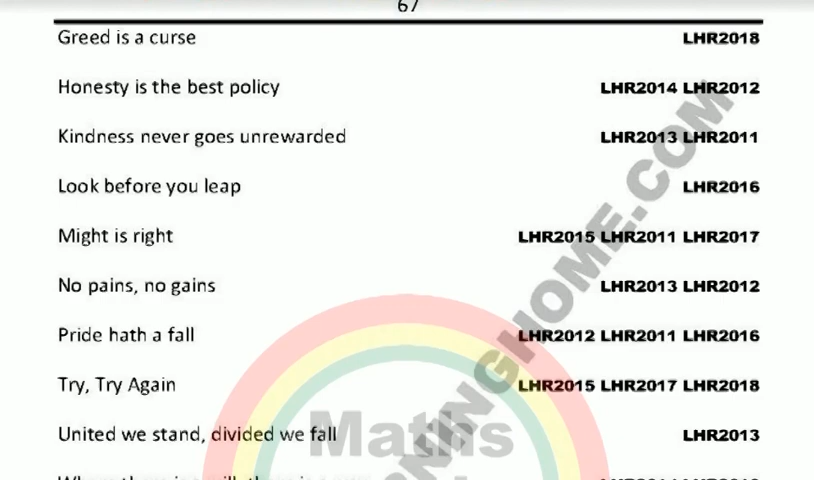 67
Greed is a curse LHR2018
Honesty is the best policy LHR2014 LHR2012
Kindness never goes unrewarded LHR2013 LHR2011
Look before you leap LHR2016
Might is right LHR2015 LHR2011 LHR2017
No pains, no gains LHR2013 LHR2012
Pride hath a fall LHR2012 LHR2011 LHR2016
Try, Try Again LHR2015 LHR2017 LHR2018
United we stand, divided we fall LHR2013
Maths
NINGHOME.COM